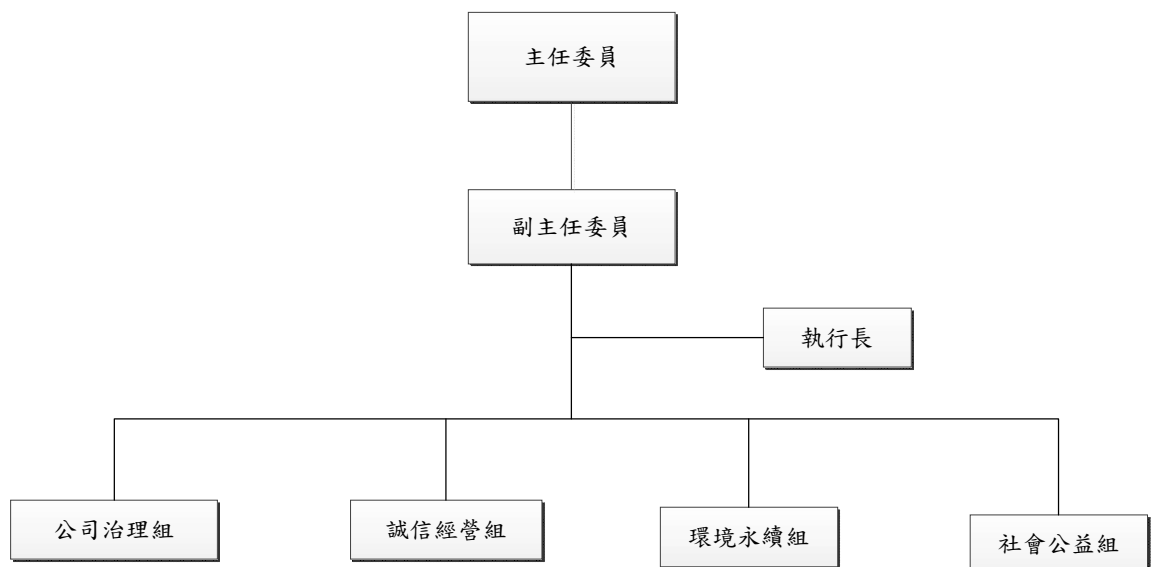 主任委員
副主任委員
執行長
公司治理組
誠信經營組
環境永續組
社會公益組